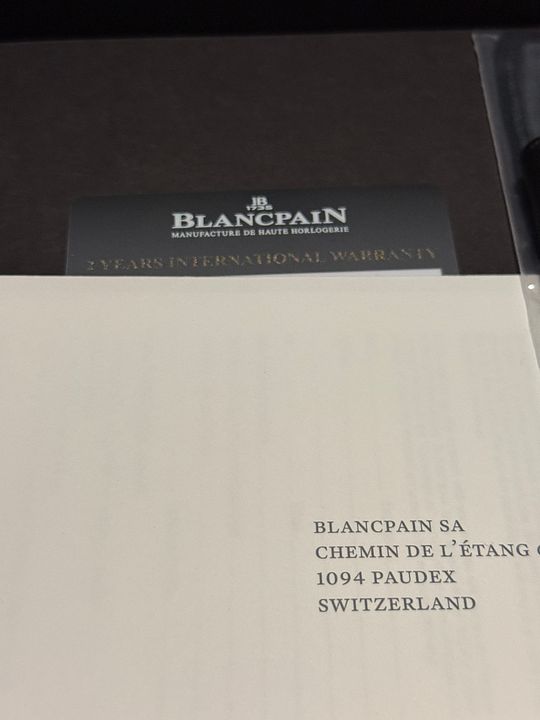 JB
1735
BLANCPAIN
MANUFACTURE DE HAUTE HORLOGERIE
2 YEARS INTERNATIONAL WARRANTY
BLANCPAIN SA
CHEMIN DE L'ÉTANG
1094 PAUDEX
SWITZERLAND